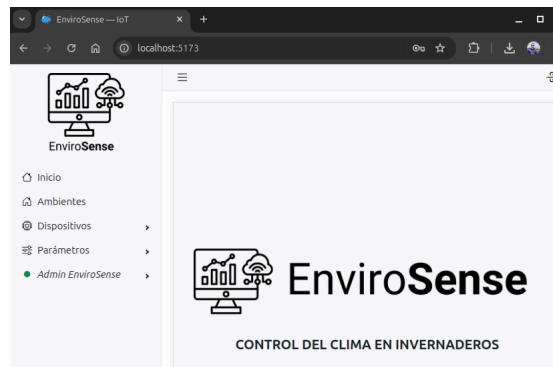 EnviroSense — IoT
localhost:5173
EnviroSense
Inicio
Ambientes
Dispositivos
Parámetros
Admin EnviroSense
EnviroSense
CONTROL DEL CLIMA EN INVERNADEROS